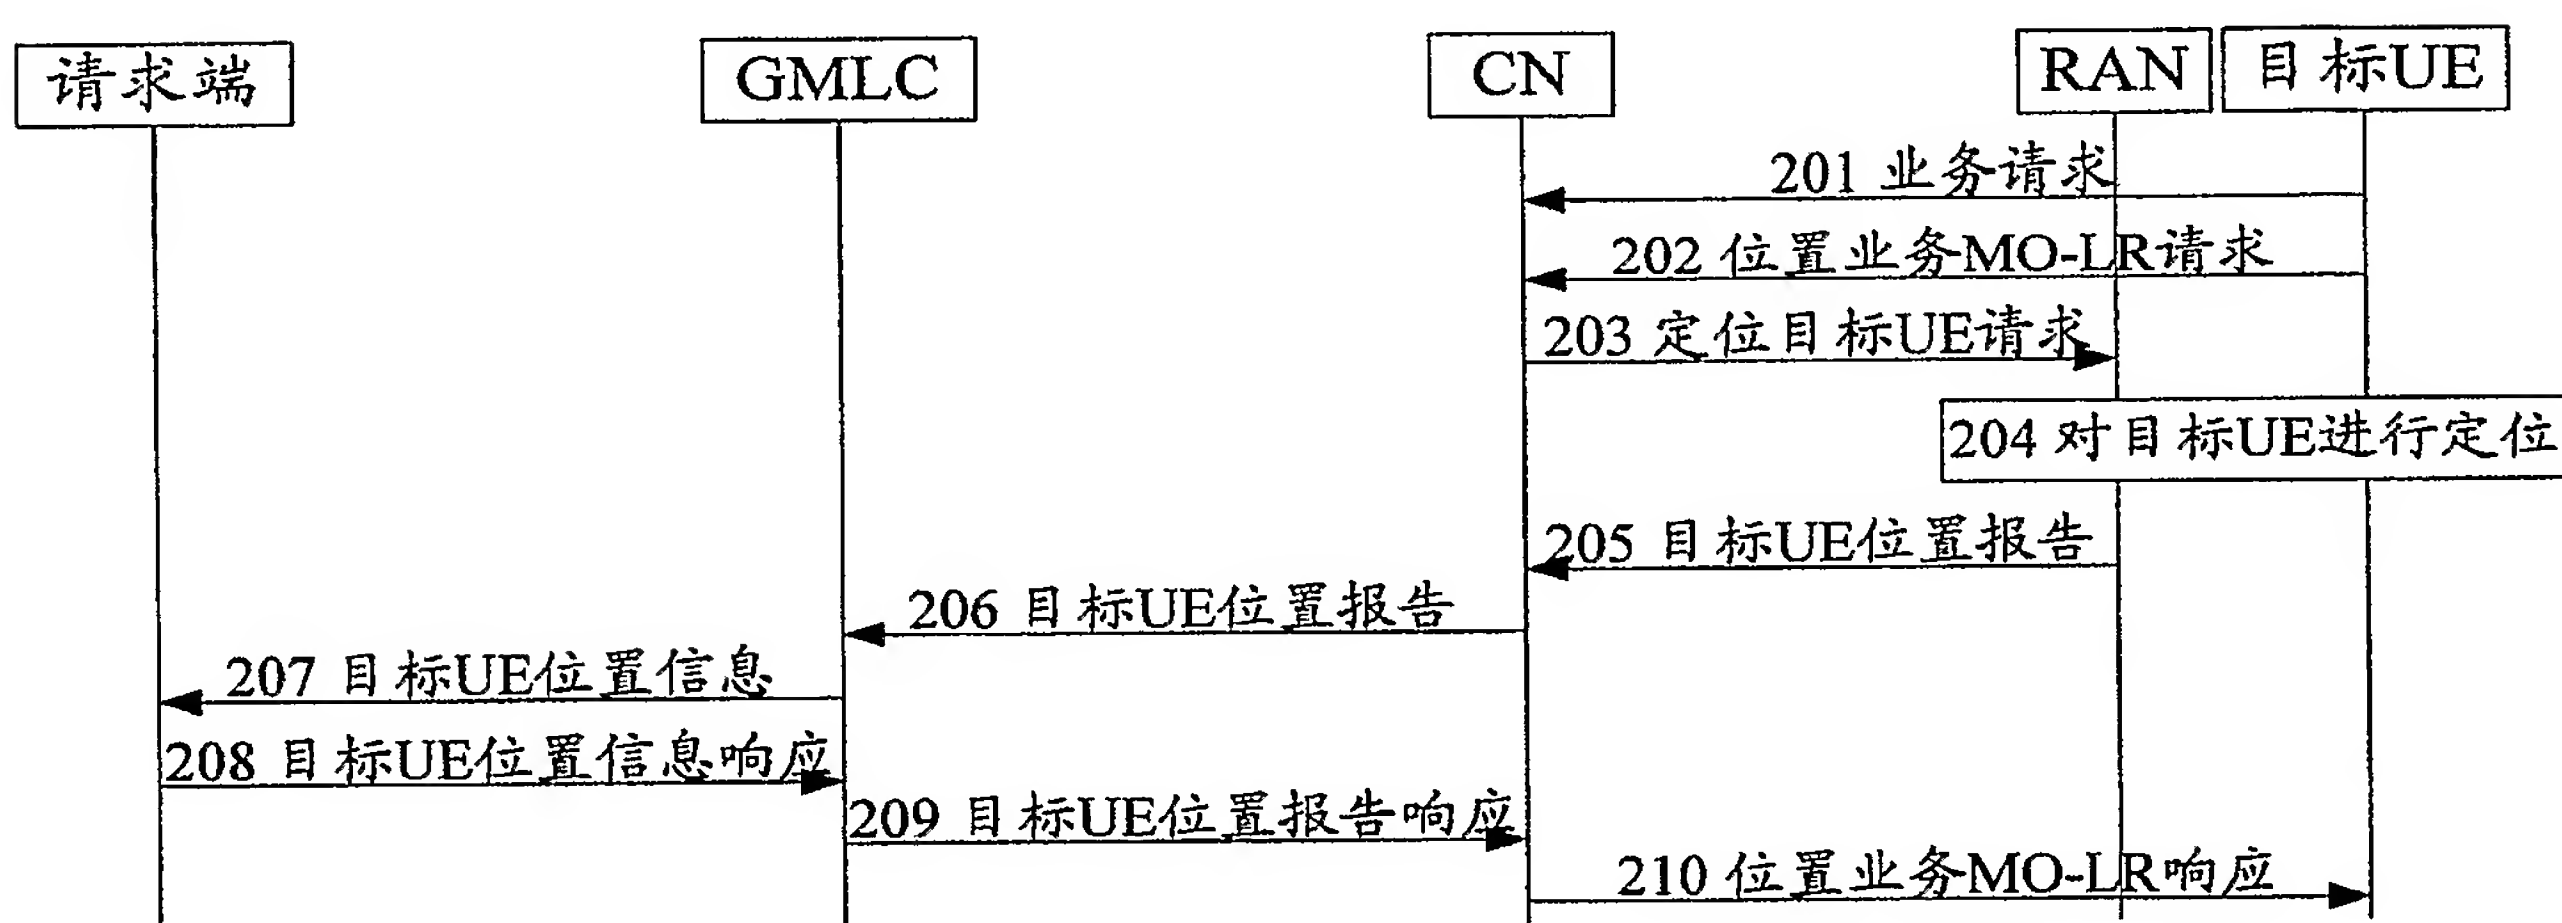 请求端
GMLC
CN
RAN
目标UE
201 业务请求
202 位置业务MO-LR请求
203 定位目标UE请求
204 对目标UE进行定位
205 目标UE位置报告
206 目标UE位置报告
207 目标UE位置信息
208 目标UE位置信息响应
209 目标UE位置报告响应
210 位置业务MO-LR响应